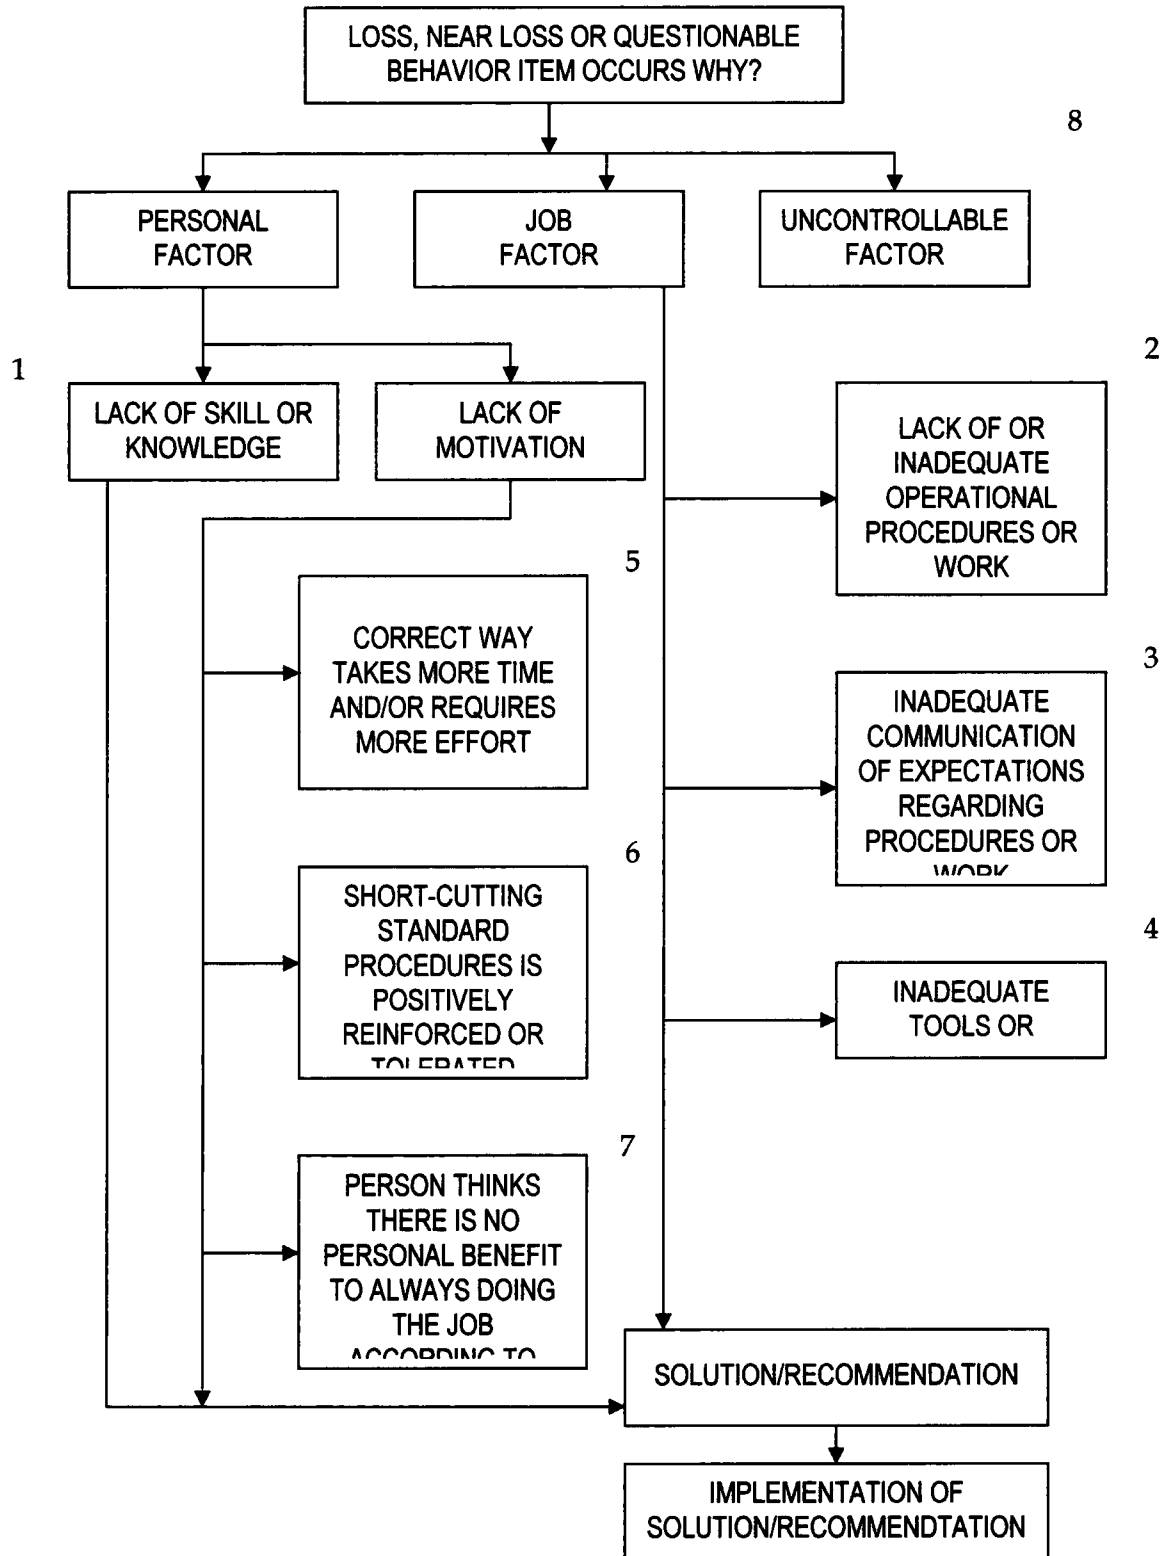 LOSS, NEAR LOSS OR QUESTIONABLE
BEHAVIOR ITEM OCCURS WHY?
8
PERSONAL
FACTOR
JOB
FACTOR
UNCONTROLLABLE
FACTOR
1
LACK OF SKILL OR
KNOWLEDGE
LACK OF
MOTIVATION
2
LACK OF OR
INADEQUATE
OPERATIONAL
PROCEDURES OR
WORK
5
CORRECT WAY
TAKES MORE TIME
AND/OR REQUIRES
MORE EFFORT
3
INADEQUATE
COMMUNICATION
OF EXPECTATIONS
REGARDING
PROCEDURES OR
WORK
6
SHORT-CUTTING
STANDARD
PROCEDURES IS
POSITIVELY
REINFORCED OR
TOLERATED
4
INADEQUATE
TOOLS OR
7
PERSON THINKS
THERE IS NO
PERSONAL BENEFIT
TO ALWAYS DOING
THE JOB
ACCORDING TO
SOLUTION/RECOMMENDATION
IMPLEMENTATION OF
SOLUTION/RECOMMENDTATION